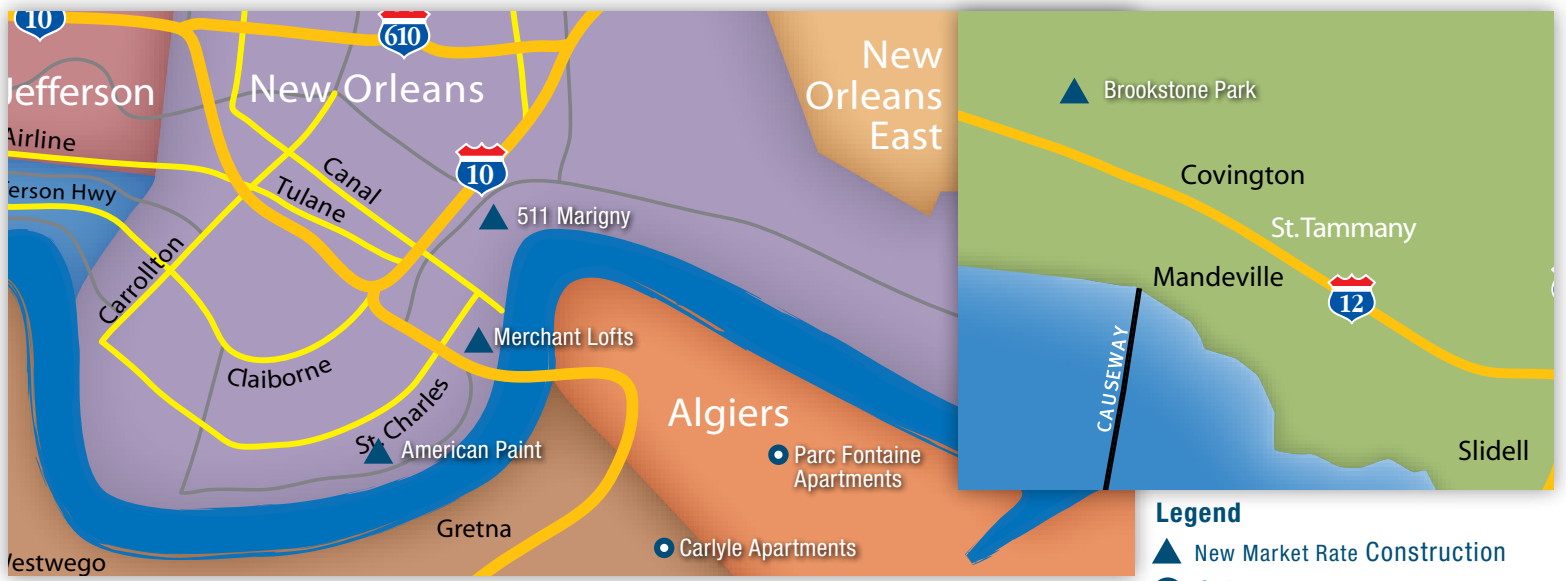 10
610
Jefferson
New Orleans
New
Orleans
East
Airline
Canal
Tulane
10
erson Hwy
511 Marigny
Carrollton
Merchant Lofts
Claiborne
St. Charles
American Paint
Algiers
Parc Fontaine
Apartments
Gretna
Carlyle Apartments
Westwego
Brookstone Park
Covington
St. Tammany
Mandeville
12
CAUSEWAY
Slidell
Legend
New Market Rate Construction